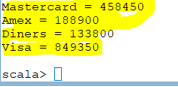 Mastercard = 458450
Amex = 188900
Diners = 133800
Visa = 849350
scala>